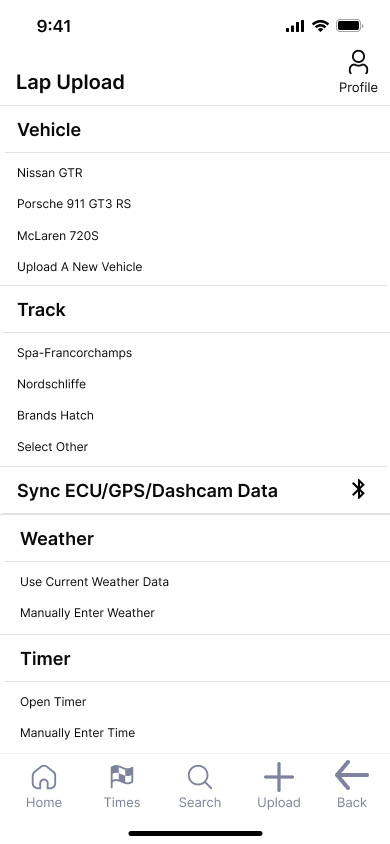 9:41
Lap Upload
Profile
Vehicle
Nissan GTR
Porsche 911 GT3 RS
McLaren 720S
Upload A New Vehicle
Track
Spa-Francorchamps
Nordschliffe
Brands Hatch
Select Other
Sync ECU/GPS/Dashcam Data
Weather
Use Current Weather Data
Manually Enter Weather
Timer
Open Timer
Manually Enter Time
Home Times Search Upload Back